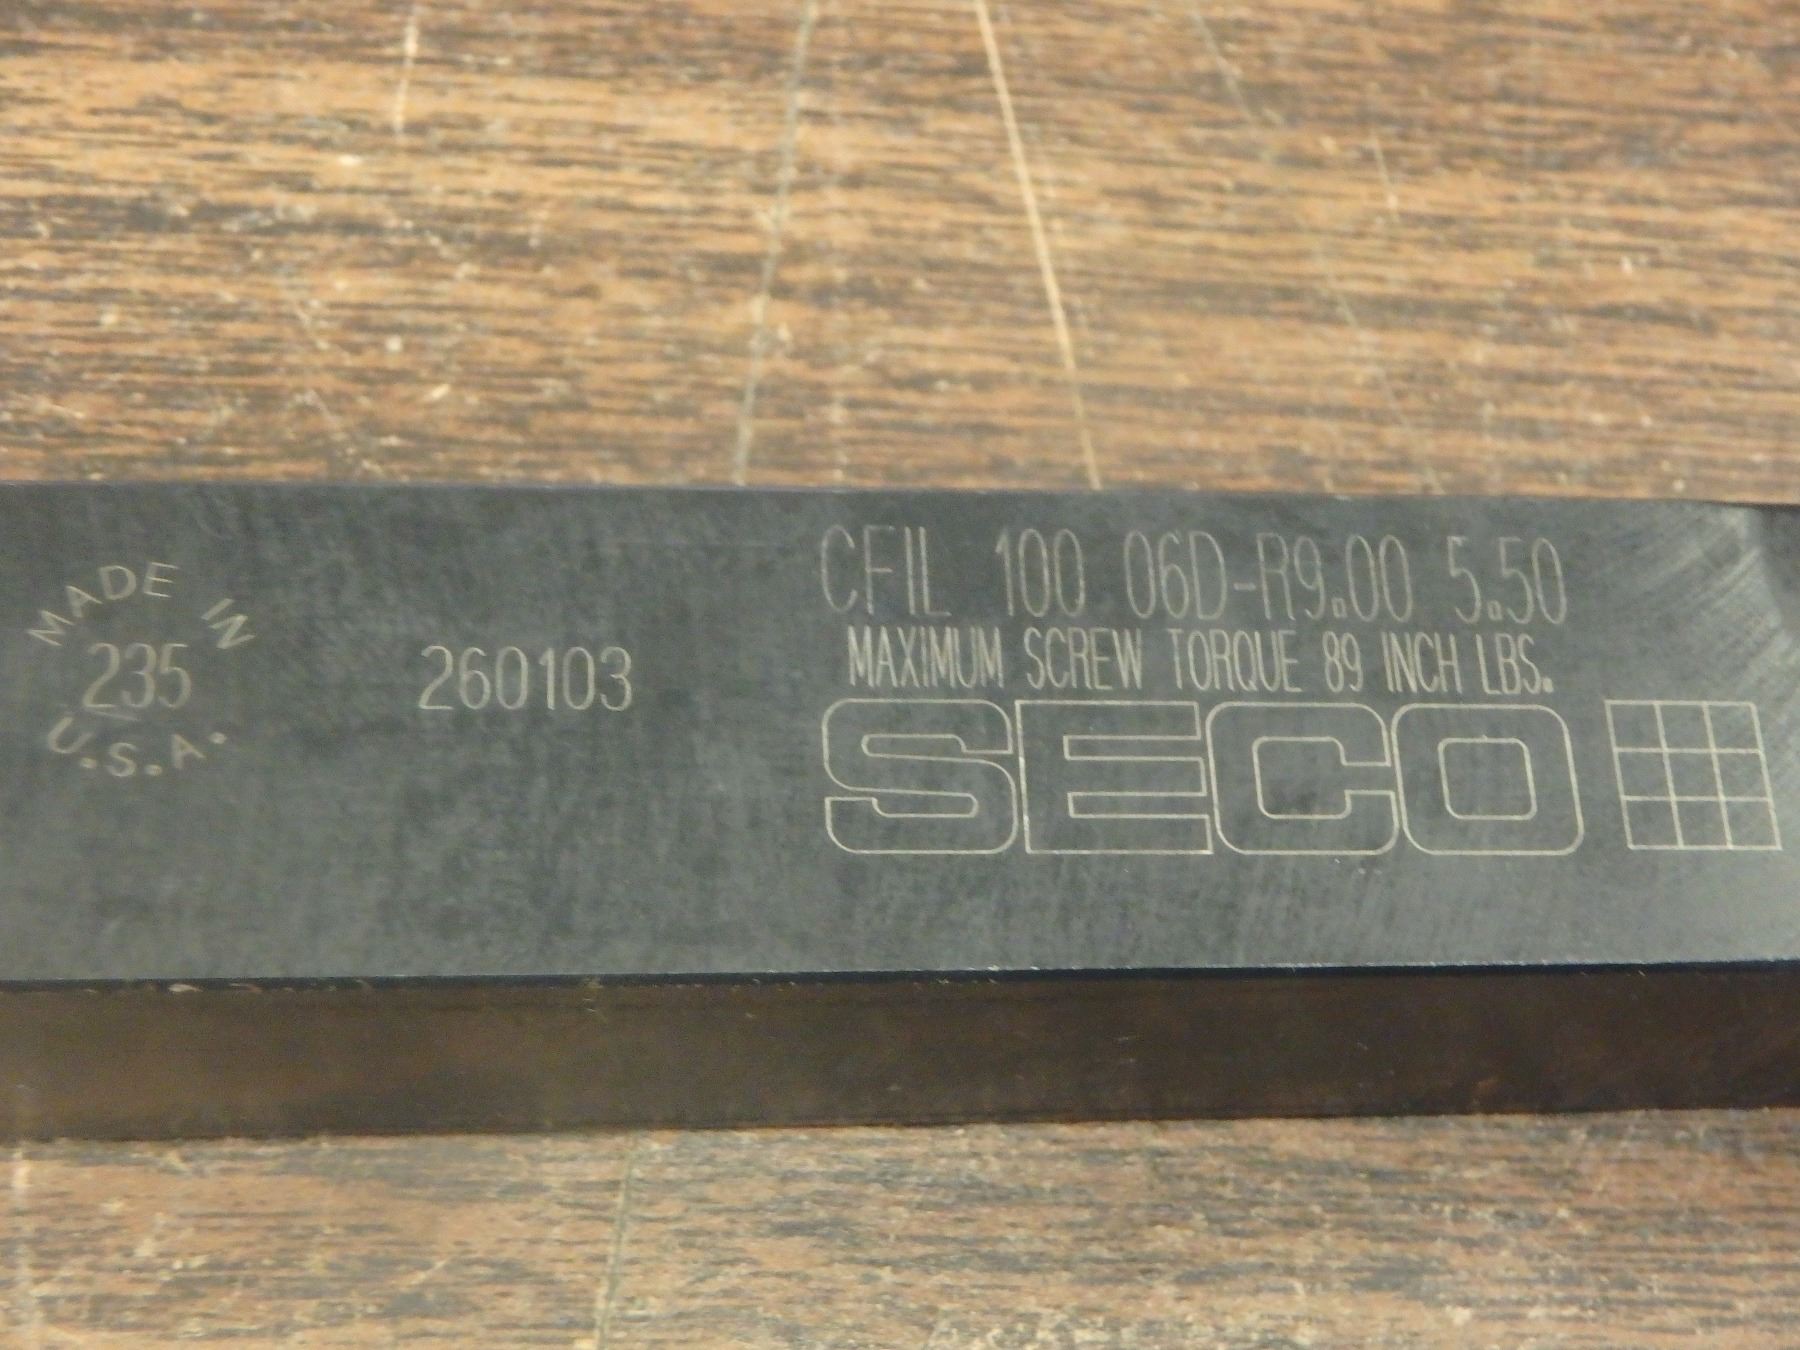 MADE IN
235
U.S.A.
260103
CFIL 100 06D-R9.00 5.50
MAXIMUM SCREW TORQUE 89 INCH LBS.
SECO